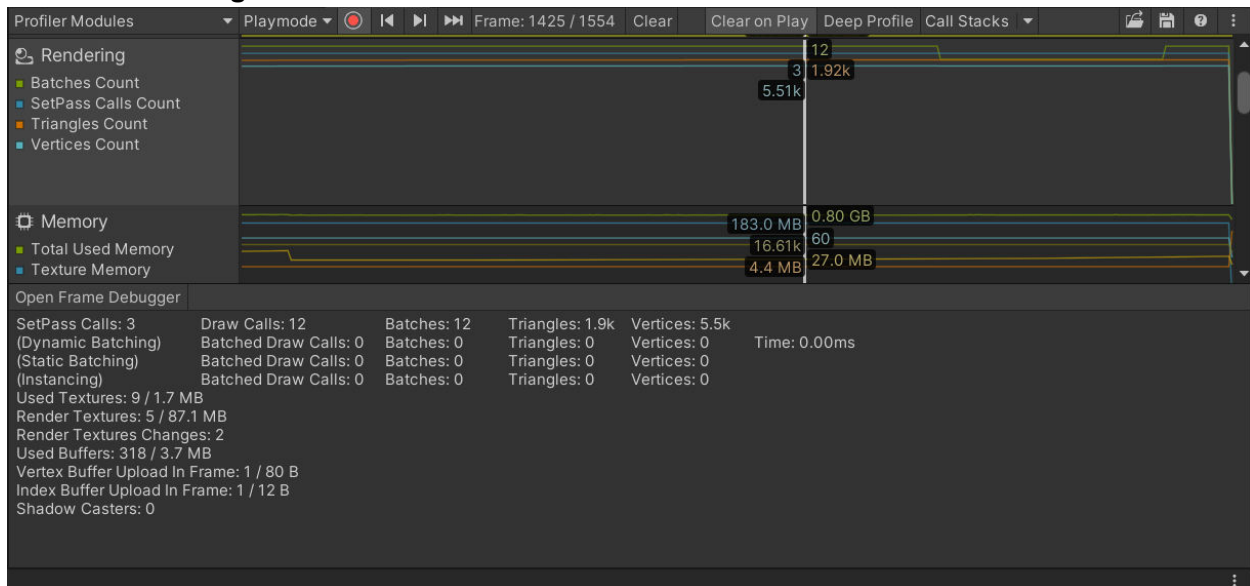 Profiler Modules Playmode Frame: 1425 / 1554 Clear Clear on Play Deep Profile Call Stacks
Rendering
Batches Count
SetPass Calls Count
Triangles Count
Vertices Count
12
3 1.92k
5.51k
Memory
Total Used Memory
Texture Memory
183.0 MB 0.80 GB
16.61k 60
4.4 MB 27.0 MB
Open Frame Debugger
SetPass Calls: 3 Draw Calls: 12 Batches: 12 Triangles: 1.9k Vertices: 5.5k
(Dynamic Batching) Batched Draw Calls: 0 Batches: 0 Triangles: 0 Vertices: 0 Time: 0.00ms
(Static Batching) Batched Draw Calls: 0 Batches: 0 Triangles: 0 Vertices: 0
(Instancing) Batched Draw Calls: 0 Batches: 0 Triangles: 0 Vertices: 0
Used Textures: 9 / 1.7 MB
Render Textures: 5 / 87.1 MB
Render Textures Changes: 2
Used Buffers: 318 / 3.7 MB
Vertex Buffer Upload In Frame: 1 / 80 B
Index Buffer Upload In Frame: 1 / 12 B
Shadow Casters: 0